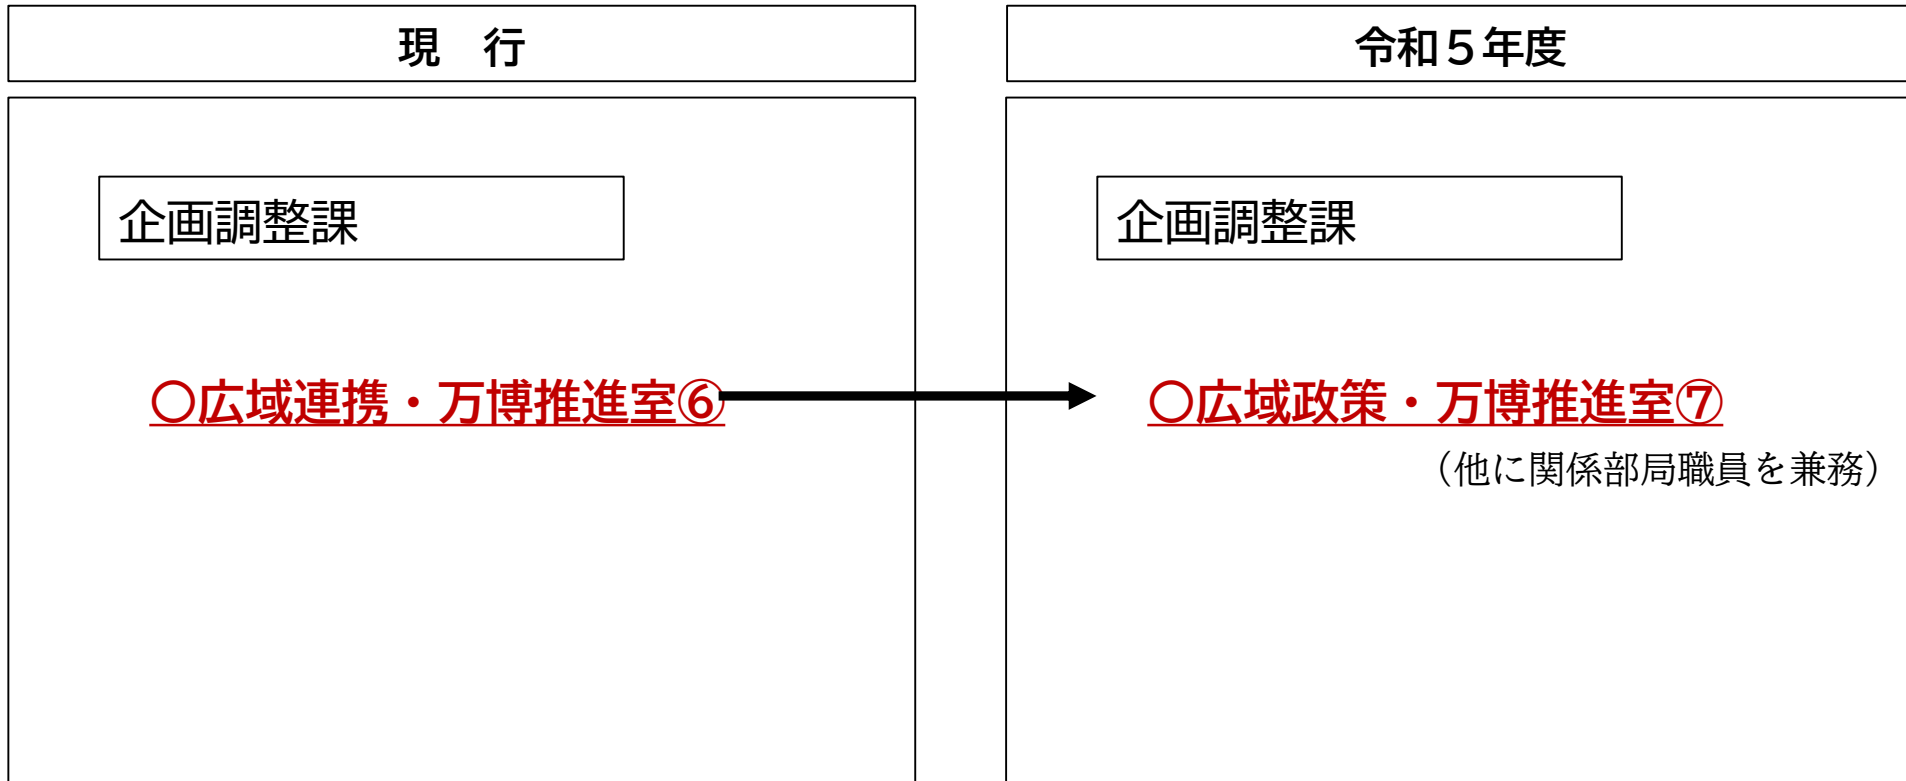 現　行
令和５年度
企画調整課
企画調整課
〇広域連携・万博推進室⑥
〇広域政策・万博推進室⑦
（他に関係部局職員を兼務）